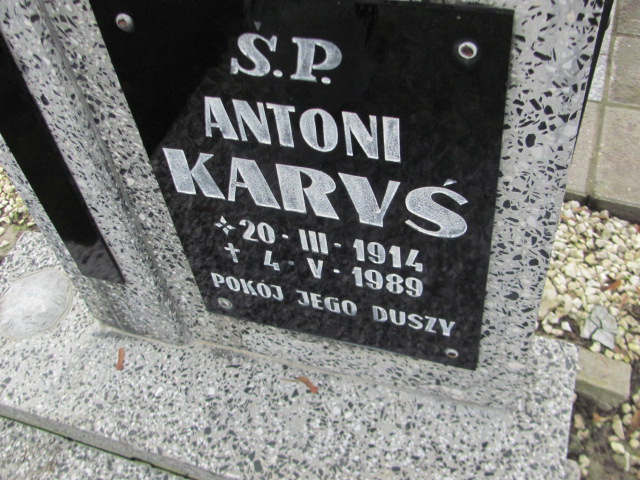 Ś.P.
ANTONI
KARYŚ
20-III-1914
✝ 4-V-1989
POKÓJ JEGO DUSZY